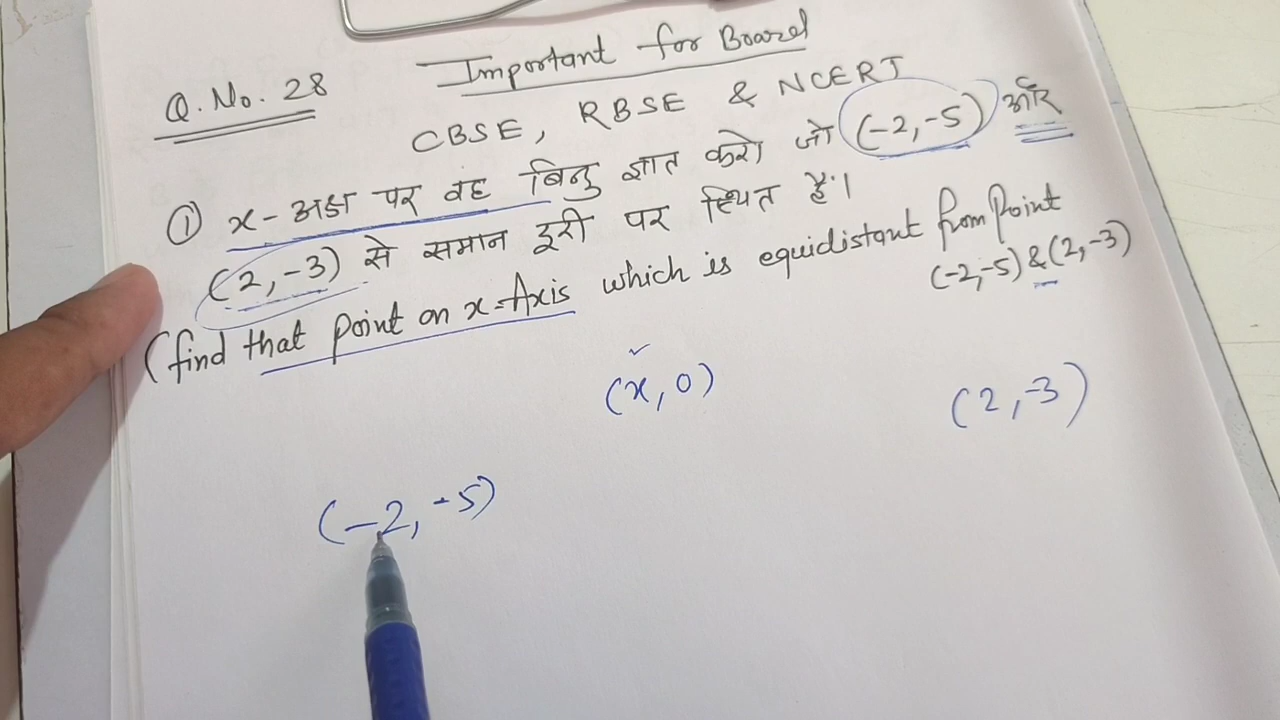 Q. No. 28
Important for Board
CBSE, RBSE & NCERT
① x-अक्ष पर वह बिन्दु ज्ञात करो जो (-2,-5) और
(2,-3) से समान दूरी पर स्थित है।
(find that point on x-Axis which is equidistant from Point
(-2,-5) & (2,-3)
(x,0)
(2,-3)
(-2,-5)